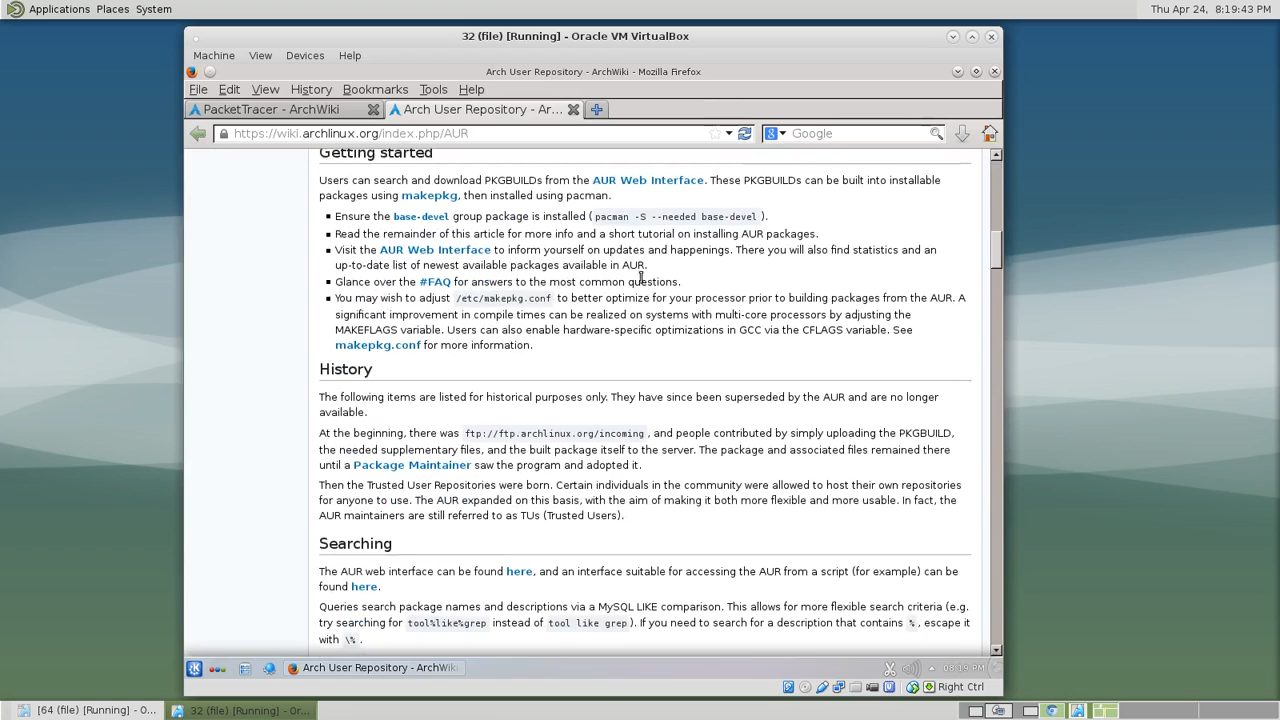 Applications Places System
Thu Apr 24, 8:19:43 PM
32 (file) [Running] - Oracle VM VirtualBox
Machine View Devices Help
Arch User Repository - ArchWiki - Mozilla Firefox
File Edit View History Bookmarks Tools Help
PacketTracer - ArchWiki
Arch User Repository - Ar...
https://wiki.archlinux.org/index.php/AUR
Google
Getting started
Users can search and download PKGBUILDs from the AUR Web Interface. These PKGBUILDs can be built into installable
packages using makepkg, then installed using pacman.
Ensure the base-devel group package is installed ( pacman -S --needed base-devel ).
Read the remainder of this article for more info and a short tutorial on installing AUR packages.
Visit the AUR Web Interface to inform yourself on updates and happenings. There you will also find statistics and an
up-to-date list of newest available packages available in AUR.
Glance over the #FAQ for answers to the most common questions.
You may wish to adjust /etc/makepkg.conf to better optimize for your processor prior to building packages from the AUR. A
significant improvement in compile times can be realized on systems with multi-core processors by adjusting the
MAKEFLAGS variable. Users can also enable hardware-specific optimizations in GCC via the CFLAGS variable. See
makepkg.conf for more information.
History
The following items are listed for historical purposes only. They have since been superseded by the AUR and are no longer
available.
At the beginning, there was ftp://ftp.archlinux.org/incoming , and people contributed by simply uploading the PKGBUILD,
the needed supplementary files, and the built package itself to the server. The package and associated files remained there
until a Package Maintainer saw the program and adopted it.
Then the Trusted User Repositories were born. Certain individuals in the community were allowed to host their own repositories
for anyone to use. The AUR expanded on this basis, with the aim of making it both more flexible and more usable. In fact, the
AUR maintainers are still referred to as TUs (Trusted Users).
Searching
The AUR web interface can be found here, and an interface suitable for accessing the AUR from a script (for example) can be
found here.
Queries search package names and descriptions via a MySQL LIKE comparison. This allows for more flexible search criteria (e.g.
try searching for tool%like%grep instead of tool like grep ). If you need to search for a description that contains % , escape it
with \% .
Arch User Repository - ArchWiki
08:19 PM
Right Ctrl
[64 (file) [Running] - O...
32 (file) [Running] - Or...